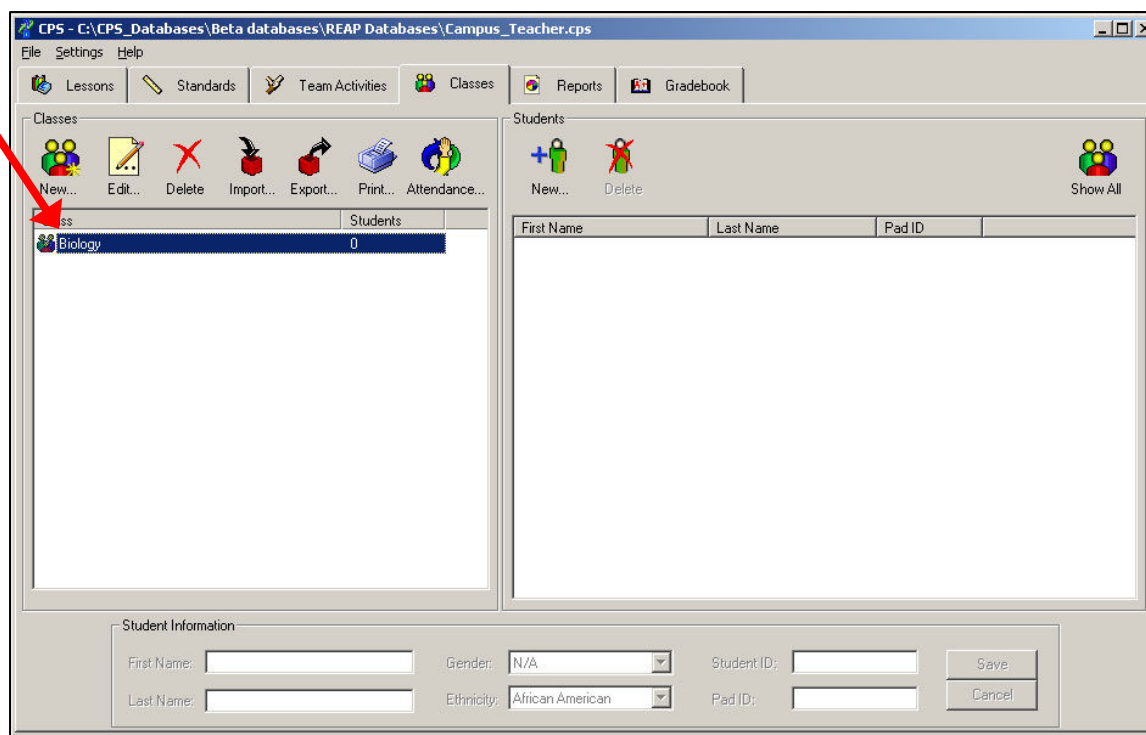 CPS - C:\CPS_Databases\Beta databases\REAP Databases\Campus_Teacher.cps
File Settings Help
Lessons Standards Team Activities Classes Reports Gradebook
Classes
New... Edit... Delete Import... Export... Print... Attendance...
ss Students
Biology 0
Students
New... Delete Show All
First Name Last Name Pad ID
Student Information
First Name: Gender: N/A Student ID: Save
Last Name: Ethnicity: African American Pad ID: Cancel